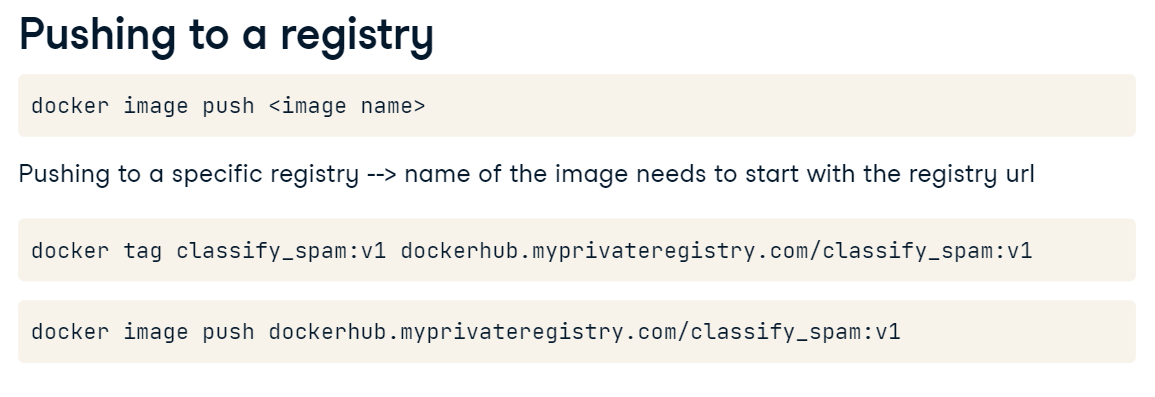 Pushing to a registry
docker image push <image name>
Pushing to a specific registry --> name of the image needs to start with the registry url
docker tag classify_spam:v1 dockerhub.myprivateregistry.com/classify_spam:v1
docker image push dockerhub.myprivateregistry.com/classify_spam:v1